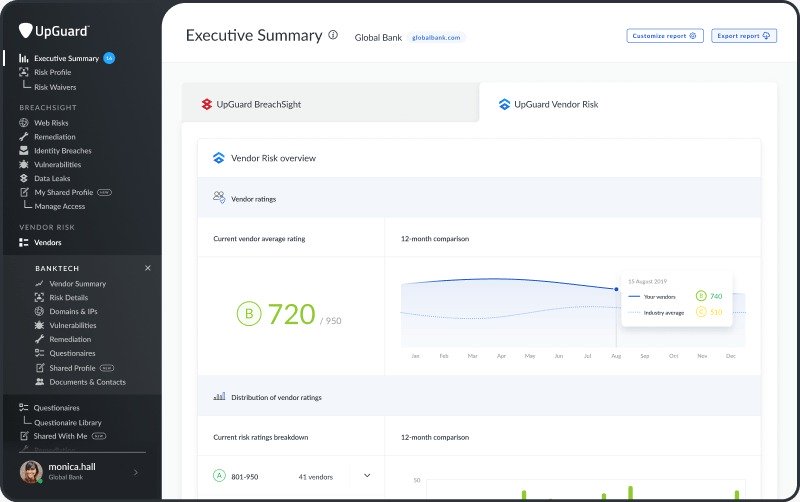 UpGuard
Executive Summary
Risk Profile
Risk Waivers
BREACHSIGHT
Web Risks
Remediation
Identity Breaches
Vulnerabilities
Data Leaks
My Shared Profile NEW
Manage Access
VENDOR RISK
Vendors
BANKTECH
Vendor Summary
Risk Details
Domains & IPs
Vulnerabilities
Remediation
Questionaires
Shared Profile NEW
Documents & Contacts
Questionaires
Questionaire Library
Shared With Me NEW
Remediation
monica.hall
Global Bank
Executive Summary
Global Bank globalbank.com
Customize report
Export report
UpGuard BreachSight
UpGuard Vendor Risk
Vendor Risk overview
Vendor ratings
Current vendor average rating
12-month comparison
B 720 / 950
15 August 2019
Your vendors B 740
Industry average C 510
Jan Feb Mar Apr May Jun Jul Aug Sep Oct Nov Dec
Distribution of vendor ratings
Current risk ratings breakdown
12-month comparison
A 801-950 41 vendors
50